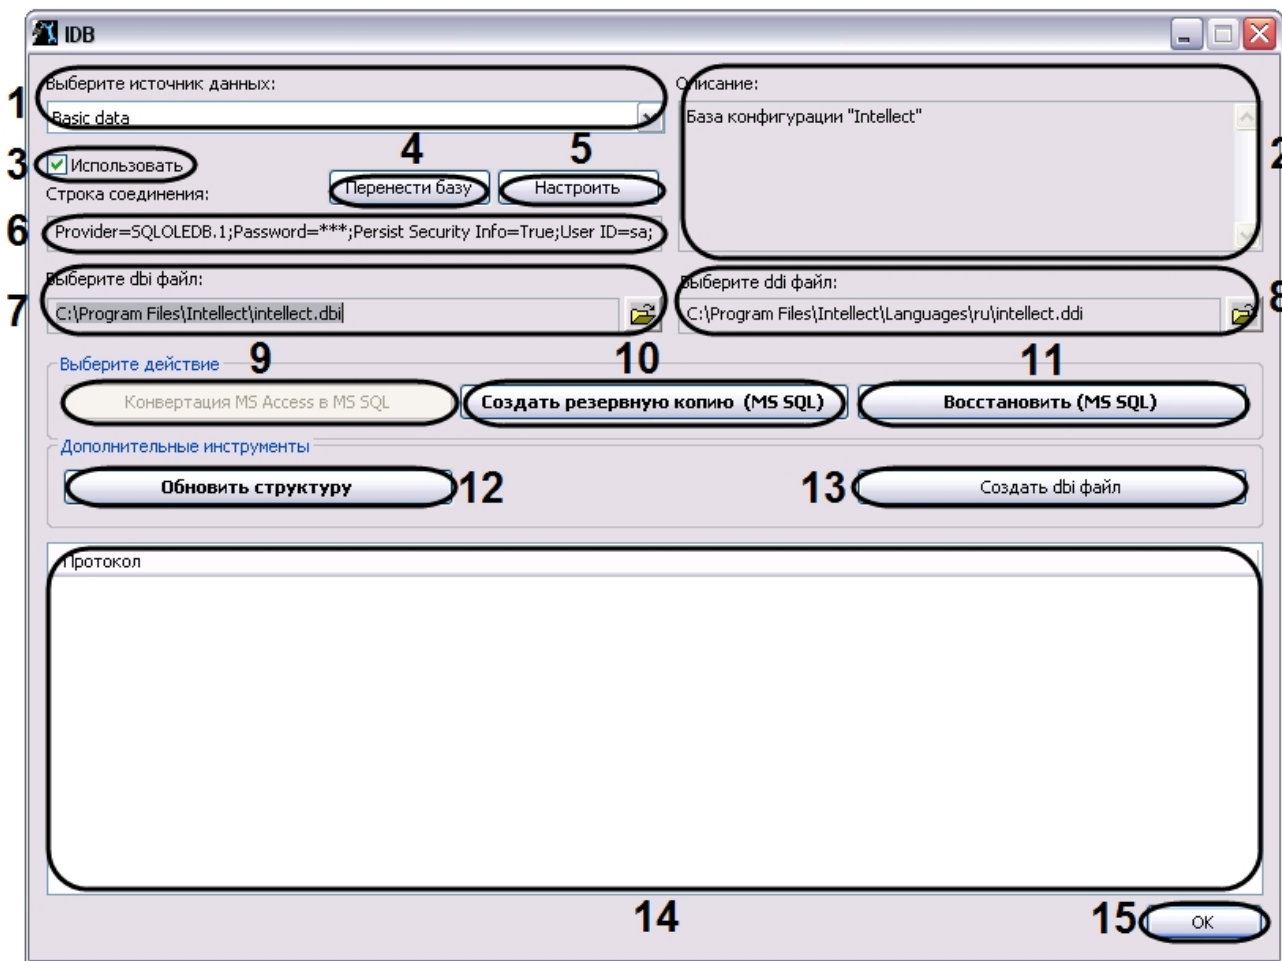 IDB
Выберите источник данных:
Описание:
1
Basic data
База конфигурации "Intellect"
2
3
Использовать
4
5
Перенести базу
Настроить
Строка соединения:
6
Provider=SQLOLEDB.1;Password=***;Persist Security Info=True;User ID=sa;
Выберите dbi файл:
Выберите ddi файл:
7
C:\Program Files\Intellect\intellect.dbi
C:\Program Files\Intellect\Languages\ru\intellect.ddi
8
Выберите действие
9
10
11
Конвертация MS Access в MS SQL
Создать резервную копию (MS SQL)
Восстановить (MS SQL)
Дополнительные инструменты
Обновить структуру
12
13
Создать dbi файл
Протокол
14
15
OK